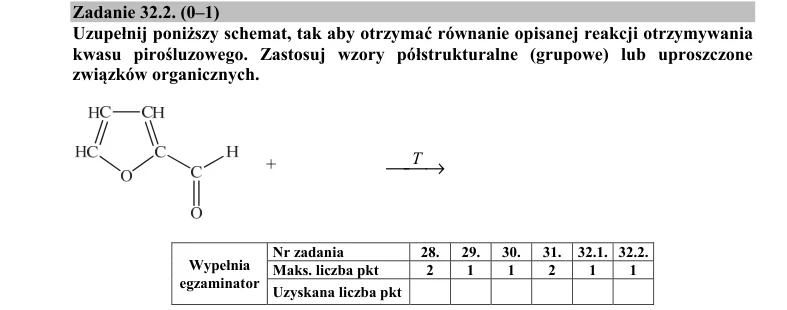 Zadanie 32.2. (0–1)
Uzupełnij poniższy schemat, tak aby otrzymać równanie opisanej reakcji otrzymywania
kwasu pirośluzowego. Zastosuj wzory półstrukturalne (grupowe) lub uproszczone
związków organicznych.
HC CH
HC C H
O C + T
O
Wypełnia egzaminator
Nr zadania 28. 29. 30. 31. 32.1. 32.2.
Maks. liczba pkt 2 1 1 2 1 1
Uzyskana liczba pkt